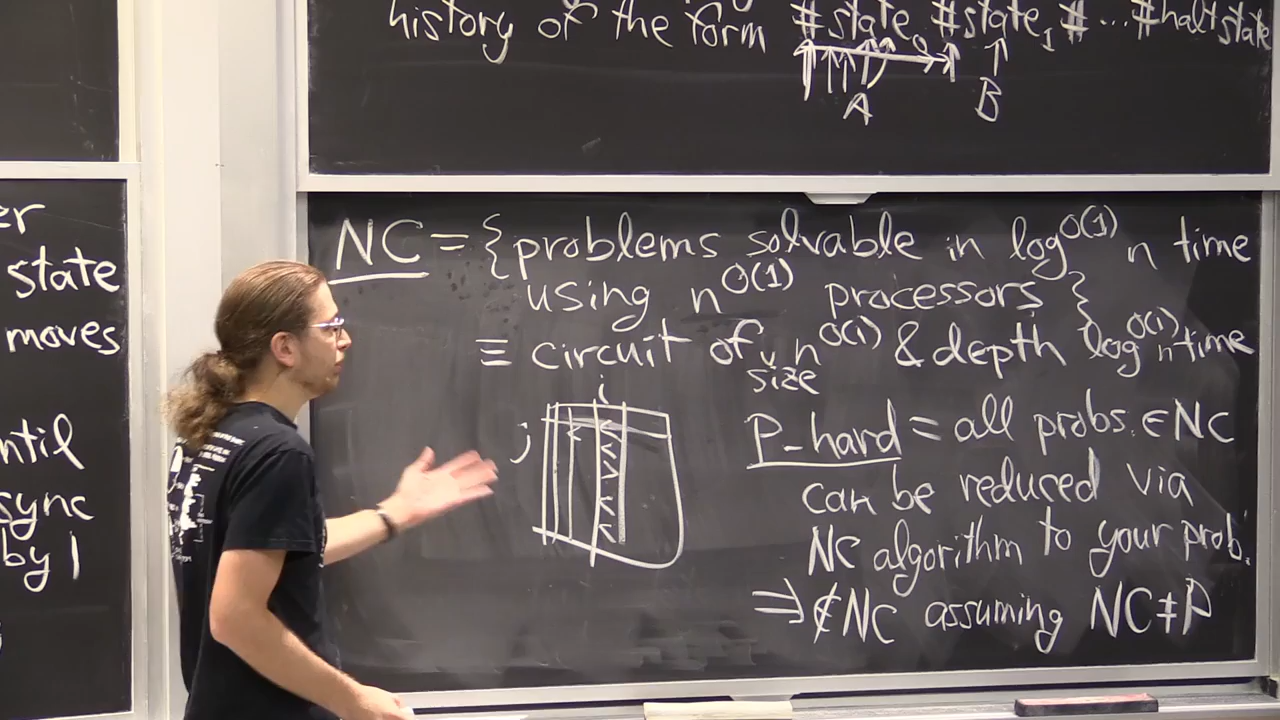 history of the form #state₀ #state₁ # ... #halt state
A B
er
state
moves
ntil
sync
by 1
NC = {problems solvable in log^O(1) n time
using n^O(1) processors}
≡ circuit of size n^O(1) & depth log^O(1) n time
i
j
P-hard = all probs. ∈ NC
can be reduced via
NC algorithm to your prob.
⇒ ∉ NC assuming NC ≠ P